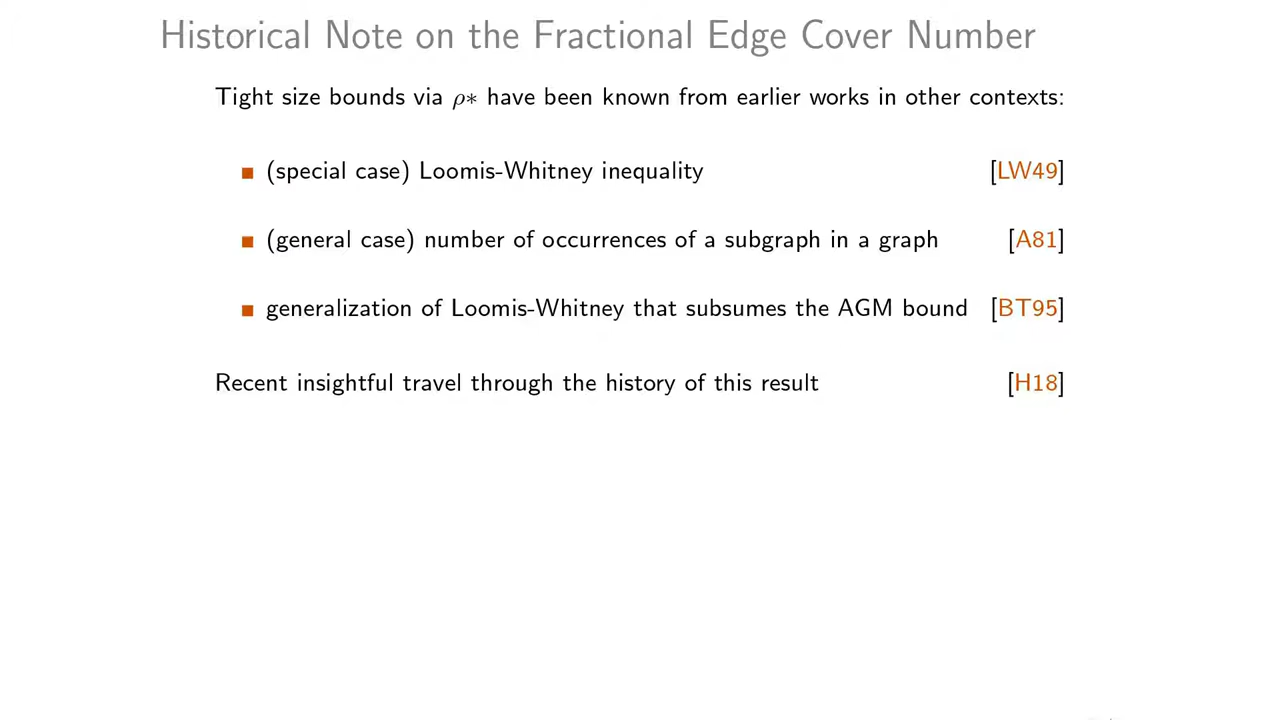 Historical Note on the Fractional Edge Cover Number
Tight size bounds via ρ∗ have been known from earlier works in other contexts:
■ (special case) Loomis-Whitney inequality [LW49]
■ (general case) number of occurrences of a subgraph in a graph [A81]
■ generalization of Loomis-Whitney that subsumes the AGM bound [BT95]
Recent insightful travel through the history of this result [H18]